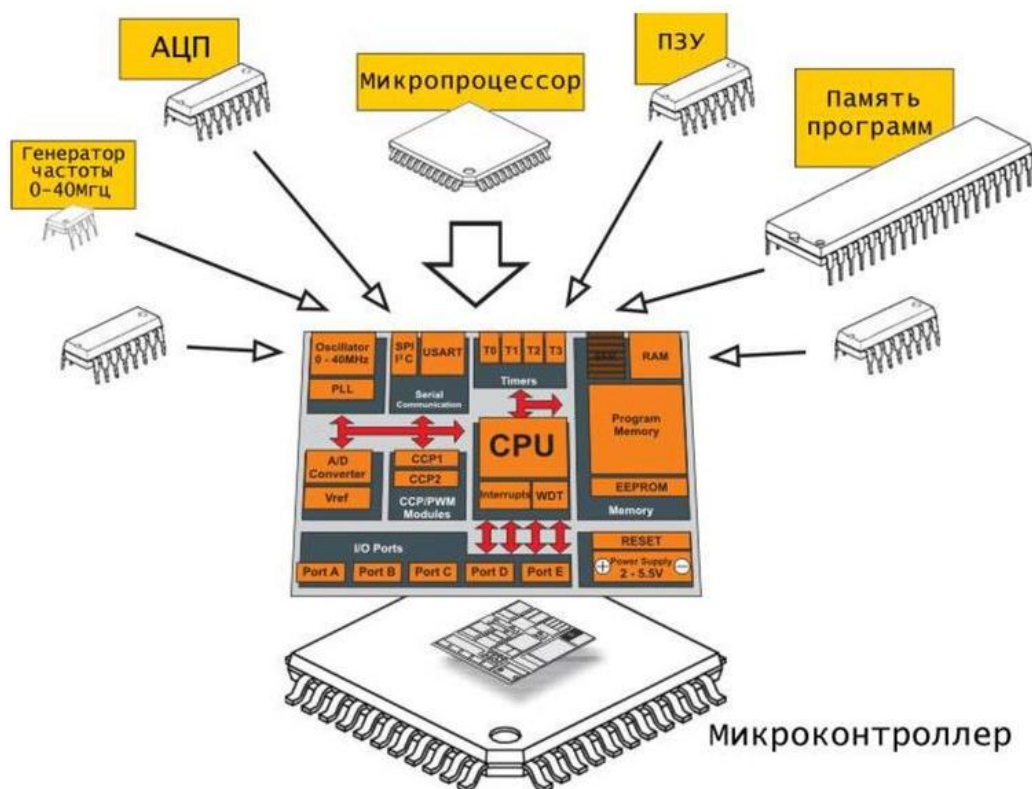 АЦП
Микропроцессор
ПЗУ
Память
программ
Генератор
частоты
0-40Мгц
Oscillator
0 - 40MHz
PLL
SPI
I²C
USART
Serial
Communication
T0 T1 T2 T3
Timers
RAM
Program
Memory
EEPROM
Memory
A/D
Converter
Vref
CCP1
CCP2
CCP/PWM
Modules
CPU
Interrupts
WDT
I/O Ports
Port A
Port B
Port C
Port D
Port E
RESET
Power Supply
2 - 5.5V
+
−
Микроконтроллер